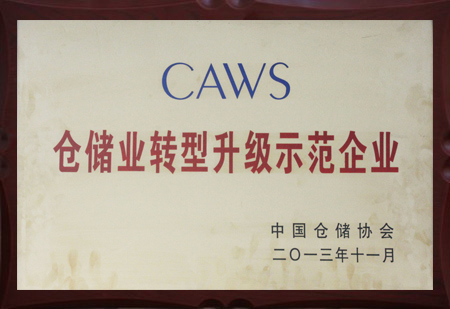 CAWS
仓储业转型升级示范企业
中国仓储协会
二〇一三年十一月